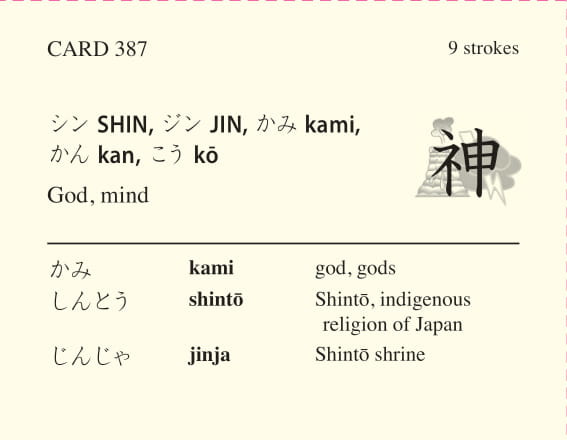 CARD 387 9 strokes
シン SHIN, ジン JIN, かみ kami,
かん kan, こう kō
God, mind
神
かみ kami god, gods
しんとう shintō Shintō, indigenous
religion of Japan
じんじゃ jinja Shintō shrine